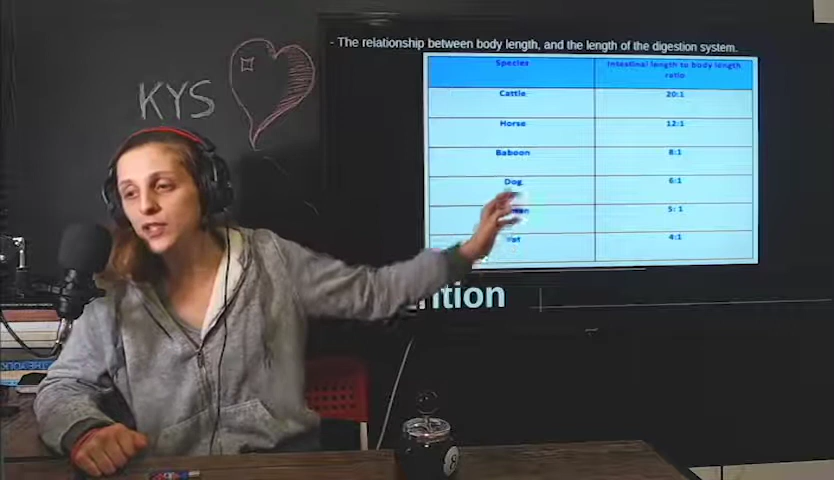 - The relationship between body length, and the length of the digestion system.
Species
Intestinal length to body length
ratio
Cattle
20:1
Horse
12:1
Baboon
8:1
Dog
6:1
5: 1
4:1
KYS
8